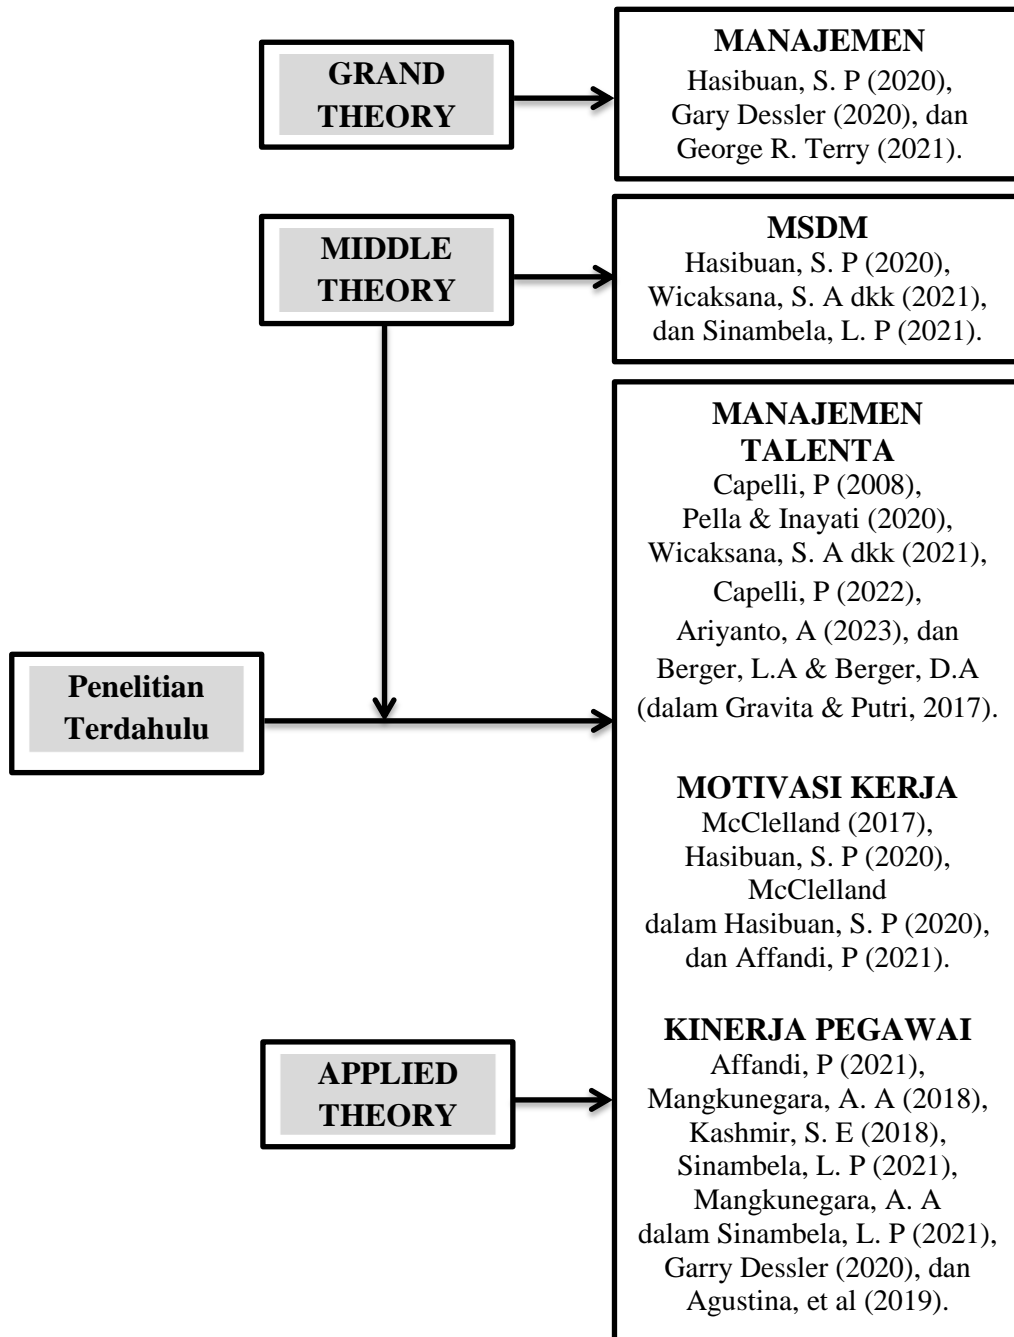 GRAND
THEORY
MANAJEMEN
Hasibuan, S. P (2020),
Gary Dessler (2020), dan
George R. Terry (2021).
MIDDLE
THEORY
MSDM
Hasibuan, S. P (2020),
Wicaksana, S. A dkk (2021),
dan Sinambela, L. P (2021).
Penelitian
Terdahulu
MANAJEMEN
TALENTA
Capelli, P (2008),
Pella & Inayati (2020),
Wicaksana, S. A dkk (2021),
Capelli, P (2022),
Ariyanto, A (2023), dan
Berger, L.A & Berger, D.A
(dalam Gravita & Putri, 2017).
MOTIVASI KERJA
McClelland (2017),
Hasibuan, S. P (2020),
McClelland
dalam Hasibuan, S. P (2020),
dan Affandi, P (2021).
APPLIED
THEORY
KINERJA PEGAWAI
Affandi, P (2021),
Mangkunegara, A. A (2018),
Kashmir, S. E (2018),
Sinambela, L. P (2021),
Mangkunegara, A. A
dalam Sinambela, L. P (2021),
Garry Dessler (2020), dan
Agustina, et al (2019).